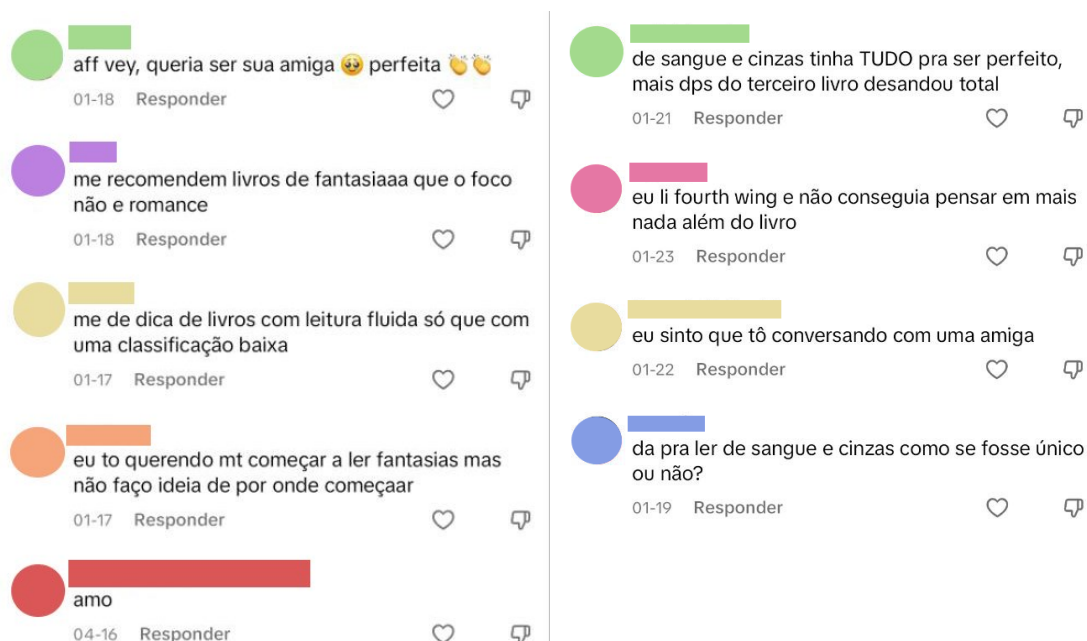 aff vey, queria ser sua amiga 🥹 perfeita 👏👏
01-18 Responder
me recomendem livros de fantasiaaa que o foco
não e romance
01-18 Responder
me de dica de livros com leitura fluida só que com
uma classificação baixa
01-17 Responder
eu to querendo mt começar a ler fantasias mas
não faço ideia de por onde começaar
01-17 Responder
amo
04-16 Responder
de sangue e cinzas tinha TUDO pra ser perfeito,
mais dps do terceiro livro desandou total
01-21 Responder
eu li fourth wing e não conseguia pensar em mais
nada além do livro
01-23 Responder
eu sinto que tô conversando com uma amiga
01-22 Responder
da pra ler de sangue e cinzas como se fosse único
ou não?
01-19 Responder